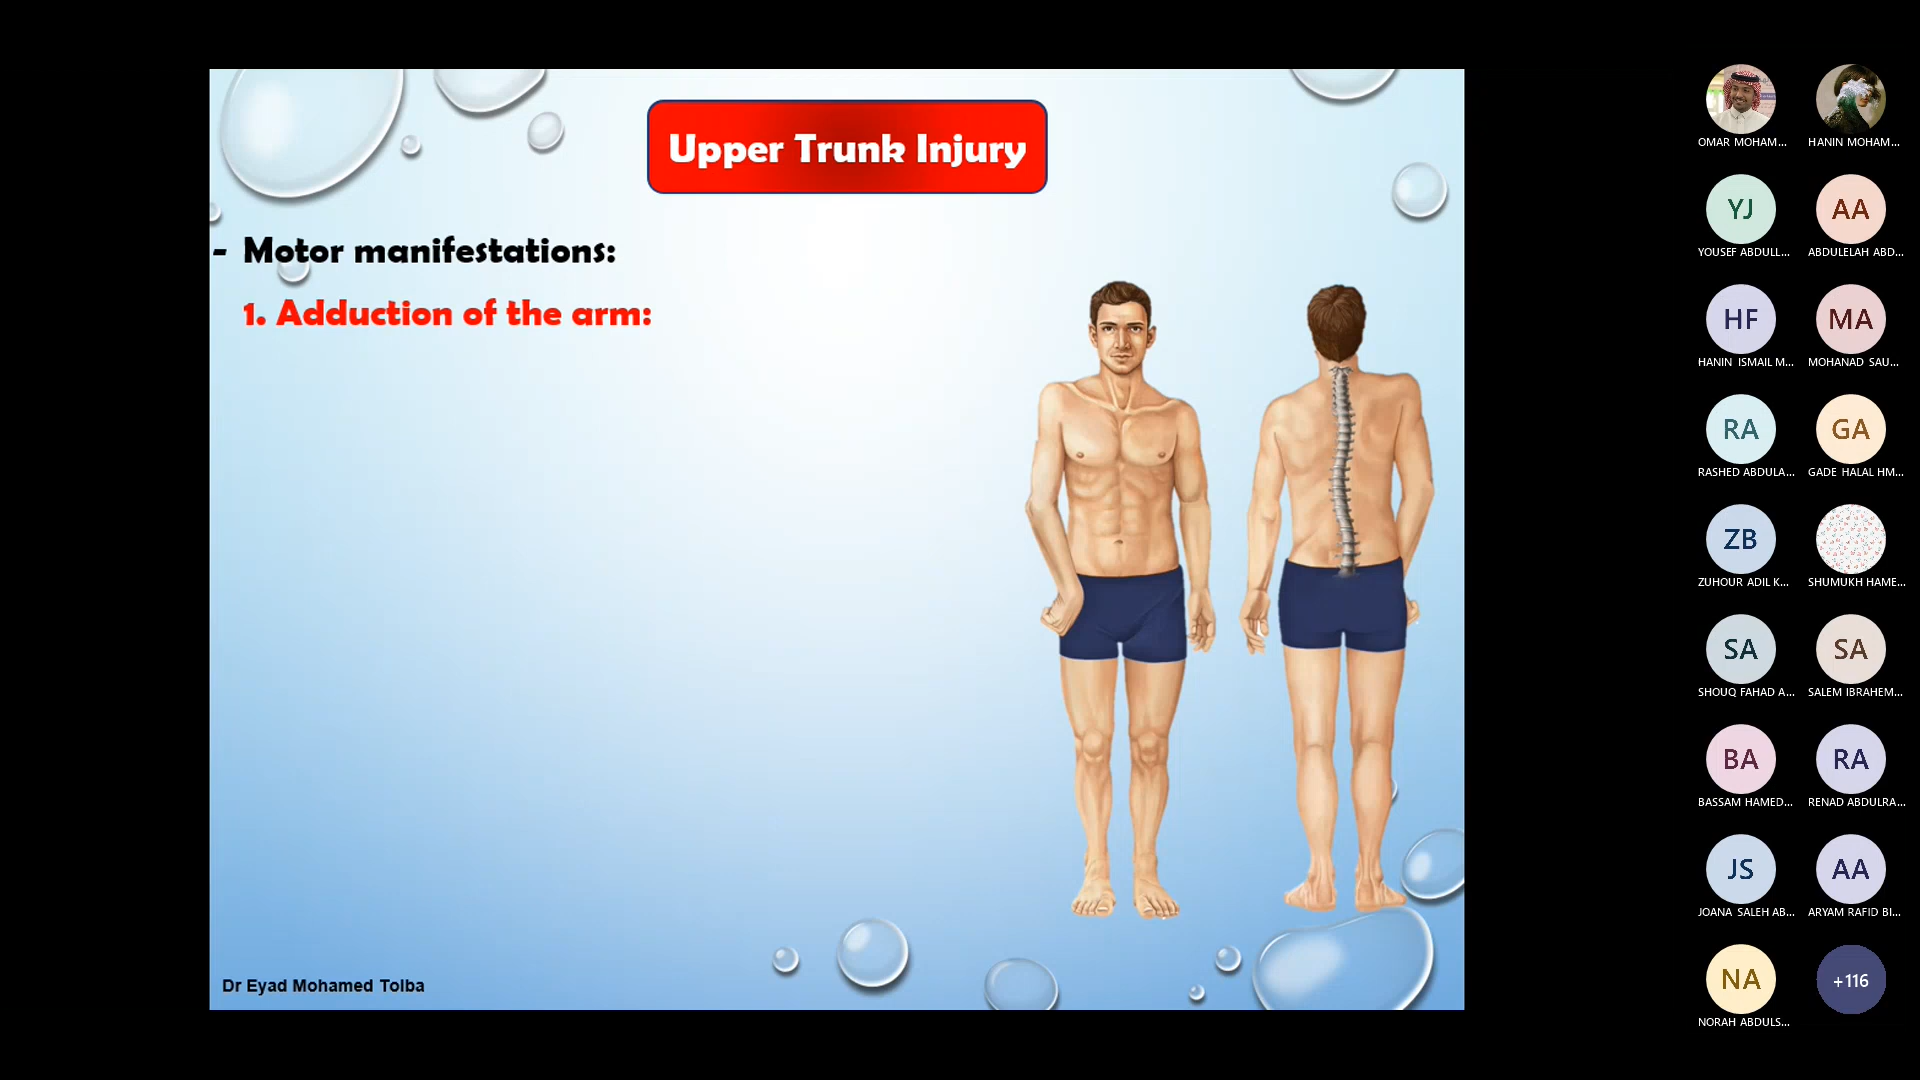 Upper Trunk Injury
- Motor manifestations:
1. Adduction of the arm:
Dr Eyad Mohamed Tolba
OMAR MOHAM...
HANIN MOHAM...
YJ
AA
YOUSEF ABDULL...
ABDULELAH ABD...
HF
MA
HANIN ISMAIL M...
MOHANAD SAU...
RA
GA
RASHED ABDULA...
GADE HALAL HM...
ZB
ZUHOUR ADIL K...
SHUMUKH HAME...
SA
SA
SHOUQ FAHAD A...
SALEM IBRAHEM...
BA
RA
BASSAM HAMED...
RENAD ABDULRA...
JS
AA
JOANA SALEH AB...
ARYAM RAFID BI...
NA
+116
NORAH ABDULS...